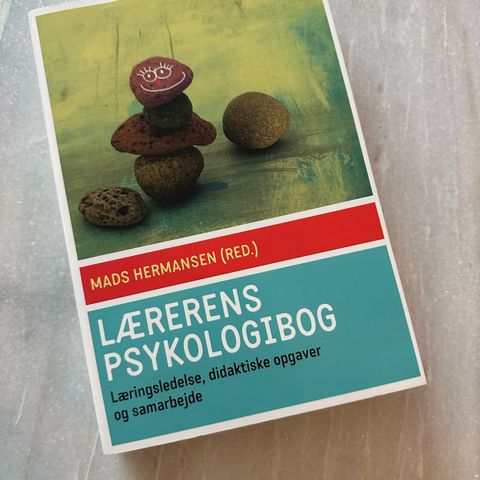 MADS HERMANSEN (RED.)
LÆRERENS
PSYKOLOGIBOG
Læringsledelse, didaktiske opgaver
og samarbejde